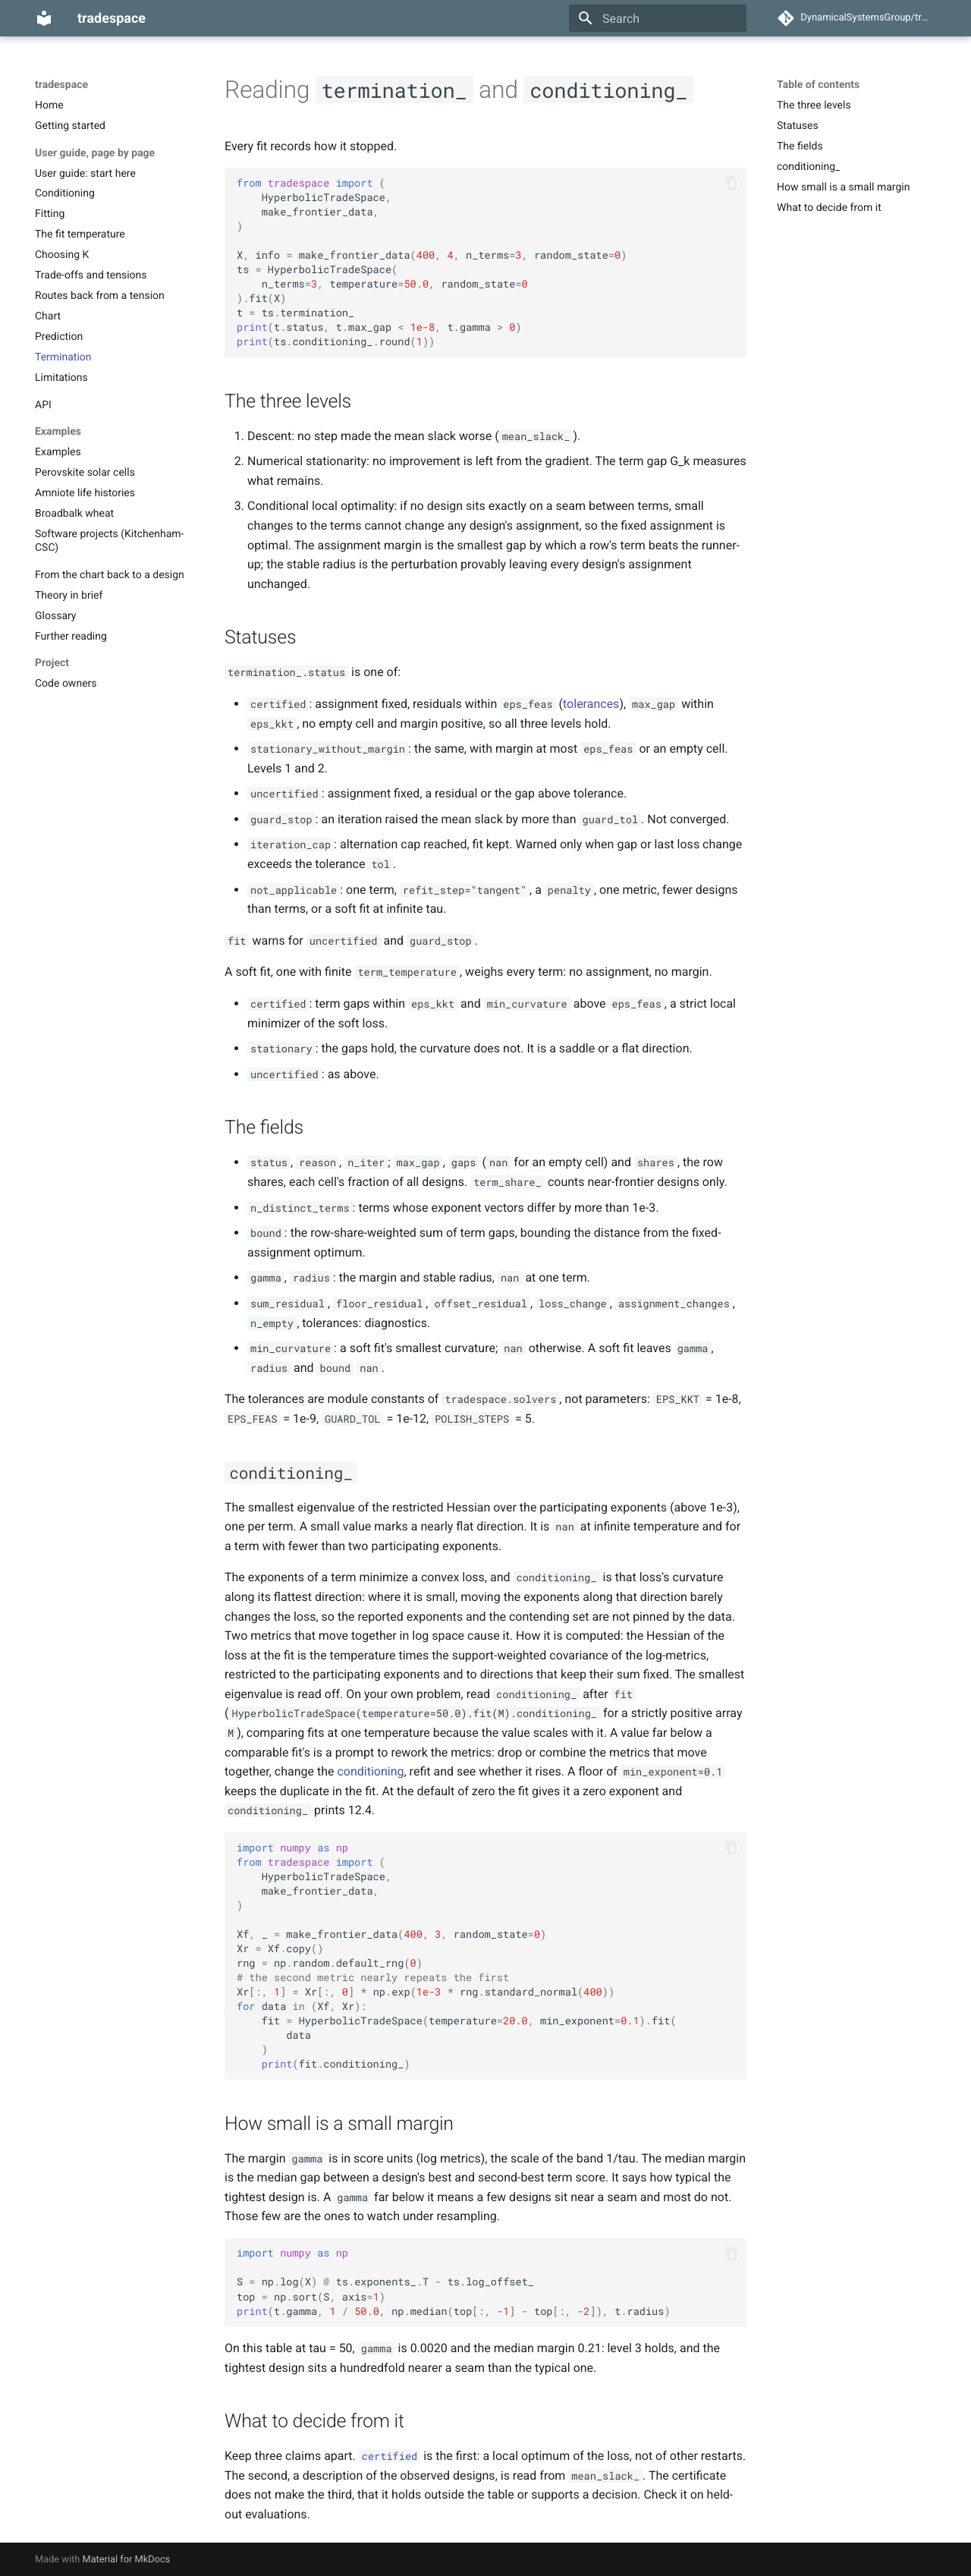 tradespace
Search
DynamicalSystemsGroup/tr...
tradespace
Home
Getting started
User guide, page by page
User guide: start here
Conditioning
Fitting
The fit temperature
Choosing K
Trade-offs and tensions
Routes back from a tension
Chart
Prediction
Termination
Limitations
API
Examples
Examples
Perovskite solar cells
Amniote life histories
Broadbalk wheat
Software projects (Kitchenham-
CSC)
From the chart back to a design
Theory in brief
Glossary
Further reading
Project
Code owners
Reading termination_ and conditioning_
Every fit records how it stopped.
from tradespace import (
    HyperbolicTradeSpace,
    make_frontier_data,
)
X, info = make_frontier_data(400, 4, n_terms=3, random_state=0)
ts = HyperbolicTradeSpace(
    n_terms=3, temperature=50.0, random_state=0
).fit(X)
t = ts.termination_
print(t.status, t.max_gap < 1e-8, t.gamma > 0)
print(ts.conditioning_.round(1))
The three levels
1. Descent: no step made the mean slack worse ( mean_slack_ ).
2. Numerical stationarity: no improvement is left from the gradient. The term gap G_k measures
what remains.
3. Conditional local optimality: if no design sits exactly on a seam between terms, small
changes to the terms cannot change any design's assignment, so the fixed assignment is
optimal. The assignment margin is the smallest gap by which a row's term beats the runner-
up; the stable radius is the perturbation provably leaving every design's assignment
unchanged.
Statuses
termination_.status is one of:
• certified : assignment fixed, residuals within eps_feas (tolerances), max_gap within
eps_kkt , no empty cell and margin positive, so all three levels hold.
• stationary_without_margin : the same, with margin at most eps_feas or an empty cell.
Levels 1 and 2.
• uncertified : assignment fixed, a residual or the gap above tolerance.
• guard_stop : an iteration raised the mean slack by more than guard_tol . Not converged.
• iteration_cap : alternation cap reached, fit kept. Warned only when gap or last loss change
exceeds the tolerance tol .
• not_applicable : one term, refit_step="tangent" , a penalty , one metric, fewer designs
than terms, or a soft fit at infinite tau.
fit warns for uncertified and guard_stop .
A soft fit, one with finite term_temperature , weighs every term: no assignment, no margin.
• certified : term gaps within eps_kkt and min_curvature above eps_feas , a strict local
minimizer of the soft loss.
• stationary : the gaps hold, the curvature does not. It is a saddle or a flat direction.
• uncertified : as above.
The fields
• status , reason , n_iter ; max_gap , gaps ( nan for an empty cell) and shares , the row
shares, each cell's fraction of all designs. term_share_ counts near-frontier designs only.
• n_distinct_terms : terms whose exponent vectors differ by more than 1e-3.
• bound : the row-share-weighted sum of term gaps, bounding the distance from the fixed-
assignment optimum.
• gamma , radius : the margin and stable radius, nan at one term.
• sum_residual , floor_residual , offset_residual , loss_change , assignment_changes ,
n_empty , tolerances: diagnostics.
• min_curvature : a soft fit's smallest curvature; nan otherwise. A soft fit leaves gamma ,
radius and bound nan .
The tolerances are module constants of tradespace.solvers , not parameters: EPS_KKT = 1e-8,
EPS_FEAS = 1e-9, GUARD_TOL = 1e-12, POLISH_STEPS = 5.
conditioning_
The smallest eigenvalue of the restricted Hessian over the participating exponents (above 1e-3),
one per term. A small value marks a nearly flat direction. It is nan at infinite temperature and for
a term with fewer than two participating exponents.
The exponents of a term minimize a convex loss, and conditioning_ is that loss's curvature
along its flattest direction: where it is small, moving the exponents along that direction barely
changes the loss, so the reported exponents and the contending set are not pinned by the data.
Two metrics that move together in log space cause it. How it is computed: the Hessian of the
loss at the fit is the temperature times the support-weighted covariance of the log-metrics,
restricted to the participating exponents and to directions that keep their sum fixed. The smallest
eigenvalue is read off. On your own problem, read conditioning_ after fit
( HyperbolicTradeSpace(temperature=50.0).fit(M).conditioning_ for a strictly positive array
M ), comparing fits at one temperature because the value scales with it. A value far below a
comparable fit's is a prompt to rework the metrics: drop or combine the metrics that move
together, change the conditioning, refit and see whether it rises. A floor of min_exponent=0.1
keeps the duplicate in the fit. At the default of zero the fit gives it a zero exponent and
conditioning_ prints 12.4.
import numpy as np
from tradespace import (
    HyperbolicTradeSpace,
    make_frontier_data,
)
Xf, _ = make_frontier_data(400, 3, random_state=0)
Xr = Xf.copy()
rng = np.random.default_rng(0)
# the second metric nearly repeats the first
Xr[:, 1] = Xr[:, 0] * np.exp(1e-3 * rng.standard_normal(400))
for data in (Xf, Xr):
    fit = HyperbolicTradeSpace(temperature=20.0, min_exponent=0.1).fit(
        data
    )
    print(fit.conditioning_)
How small is a small margin
The margin gamma is in score units (log metrics), the scale of the band 1/tau. The median margin
is the median gap between a design's best and second-best term score. It says how typical the
tightest design is. A gamma far below it means a few designs sit near a seam and most do not.
Those few are the ones to watch under resampling.
import numpy as np
S = np.log(X) @ ts.exponents_.T - ts.log_offset_
top = np.sort(S, axis=1)
print(t.gamma, 1 / 50.0, np.median(top[:, -1] - top[:, -2]), t.radius)
On this table at tau = 50, gamma is 0.0020 and the median margin 0.21: level 3 holds, and the
tightest design sits a hundredfold nearer a seam than the typical one.
What to decide from it
Keep three claims apart. certified is the first: a local optimum of the loss, not of other restarts.
The second, a description of the observed designs, is read from mean_slack_ . The certificate
does not make the third, that it holds outside the table or supports a decision. Check it on held-
out evaluations.
Table of contents
The three levels
Statuses
The fields
conditioning_
How small is a small margin
What to decide from it
Made with Material for MkDocs